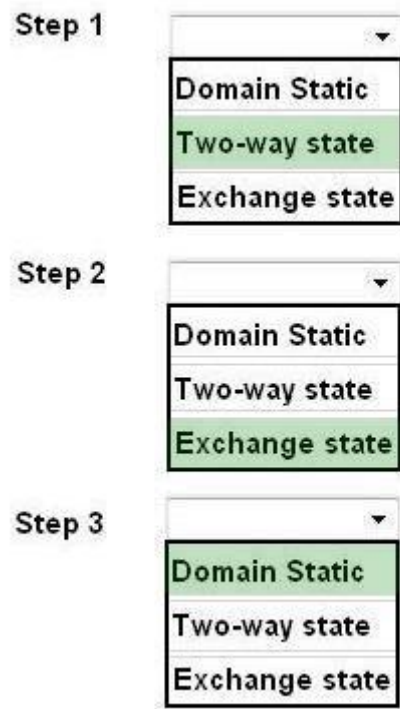 Step 1
Domain Static
Two-way state
Exchange state
Step 2
Domain Static
Two-way state
Exchange state
Step 3
Domain Static
Two-way state
Exchange state